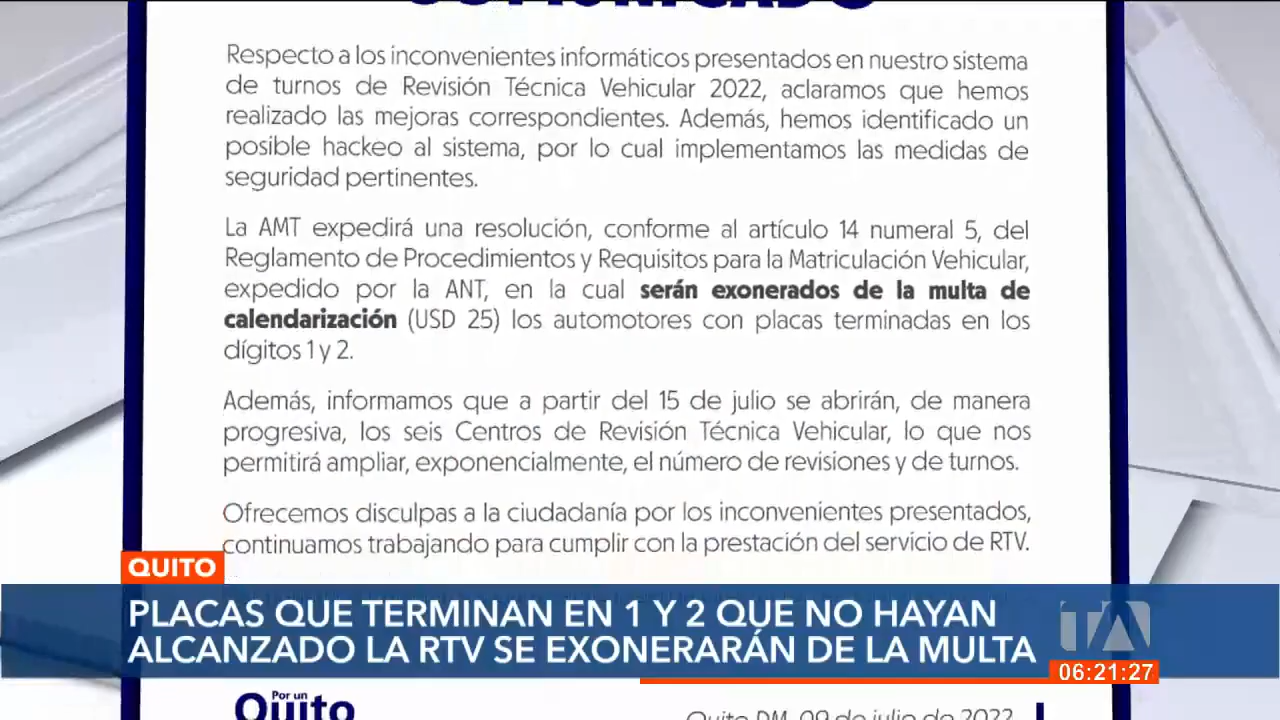 COMUNICADO
Respecto a los inconvenientes informáticos presentados en nuestro sistema
de turnos de Revisión Técnica Vehicular 2022, aclaramos que hemos
realizado las mejoras correspondientes. Además, hemos identificado un
posible hackeo al sistema, por lo cual implementamos las medidas de
seguridad pertinentes.
La AMT expedirá una resolución, conforme al artículo 14 numeral 5, del
Reglamento de Procedimientos y Requisitos para la Matriculación Vehicular,
expedido por la ANT, en la cual serán exonerados de la multa de
calendarización (USD 25) los automotores con placas terminadas en los
dígitos 1 y 2.
Además, informamos que a partir del 15 de julio se abrirán, de manera
progresiva, los seis Centros de Revisión Técnica Vehicular, lo que nos
permitirá ampliar, exponencialmente, el número de revisiones y de turnos.
Ofrecemos disculpas a la ciudadanía por los inconvenientes presentados,
continuamos trabajando para cumplir con la prestación del servicio de RTV.
QUITO
PLACAS QUE TERMINAN EN 1 Y 2 QUE NO HAYAN
ALCANZADO LA RTV SE EXONERARÁN DE LA MULTA
TA
06:21:27
Por un
Quito
Quito DM, 09 de julio de 2022